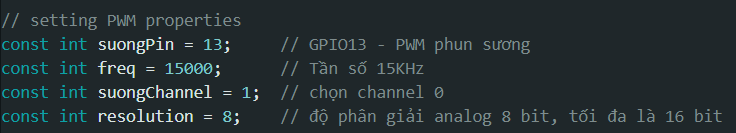 // setting PWM properties
const int suongPin = 13;     // GPIO13 - PWM phun sương
const int freq = 15000;      // Tần số 15KHz
const int suongChannel = 1;  // chọn channel 0
const int resolution = 8;    // độ phân giải analog 8 bit, tối đa là 16 bit